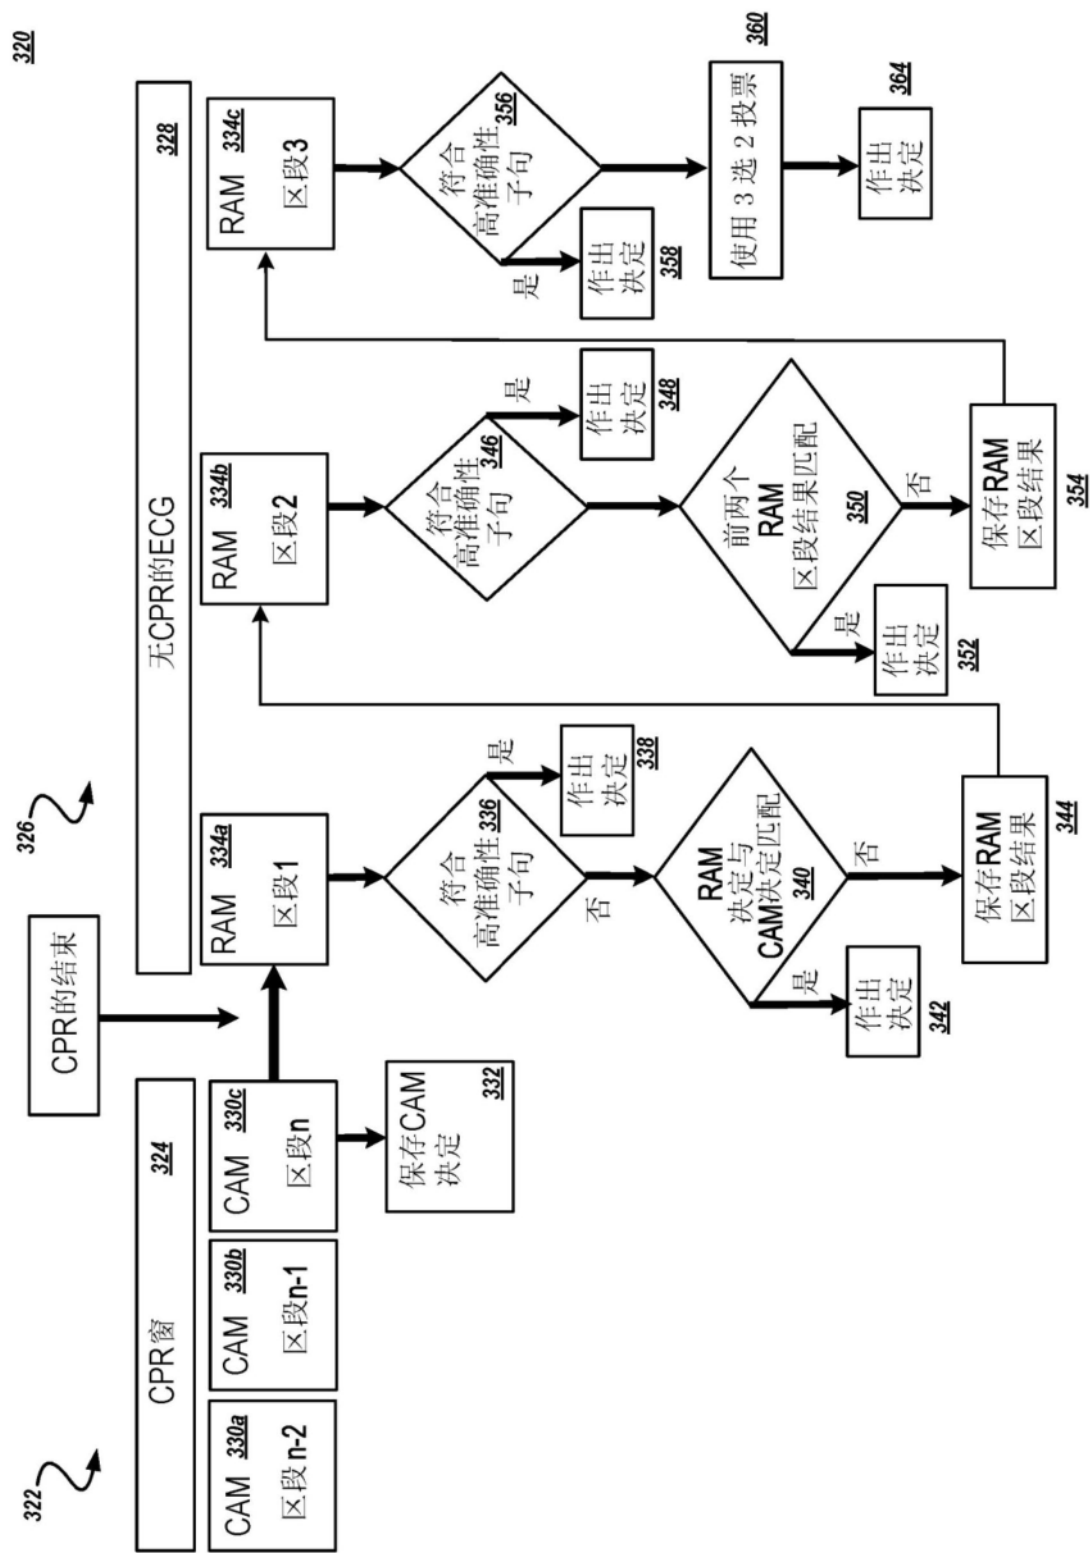 320
322
326
CPR的结束
CPR窗 324
无CPR的ECG 328
CAM 330a
区段n-2
CAM 330b
区段n-1
CAM 330c
区段n
保存CAM 332
决定
RAM 334a
区段1
符合
高准确性336
子句
是
作出
决定
338
否
RAM
决定与
CAM决定匹配
340
是
作出
决定
342
否
保存RAM
区段结果
344
RAM 334b
区段2
符合
高准确性346
子句
是
作出
决定
348
前两个
RAM
区段结果匹配
350
是
作出
决定
352
否
保存RAM
区段结果
354
RAM 334c
区段3
符合
高准确性356
子句
是
作出
决定
358
使用 3 选 2 投票
360
作出
决定
364